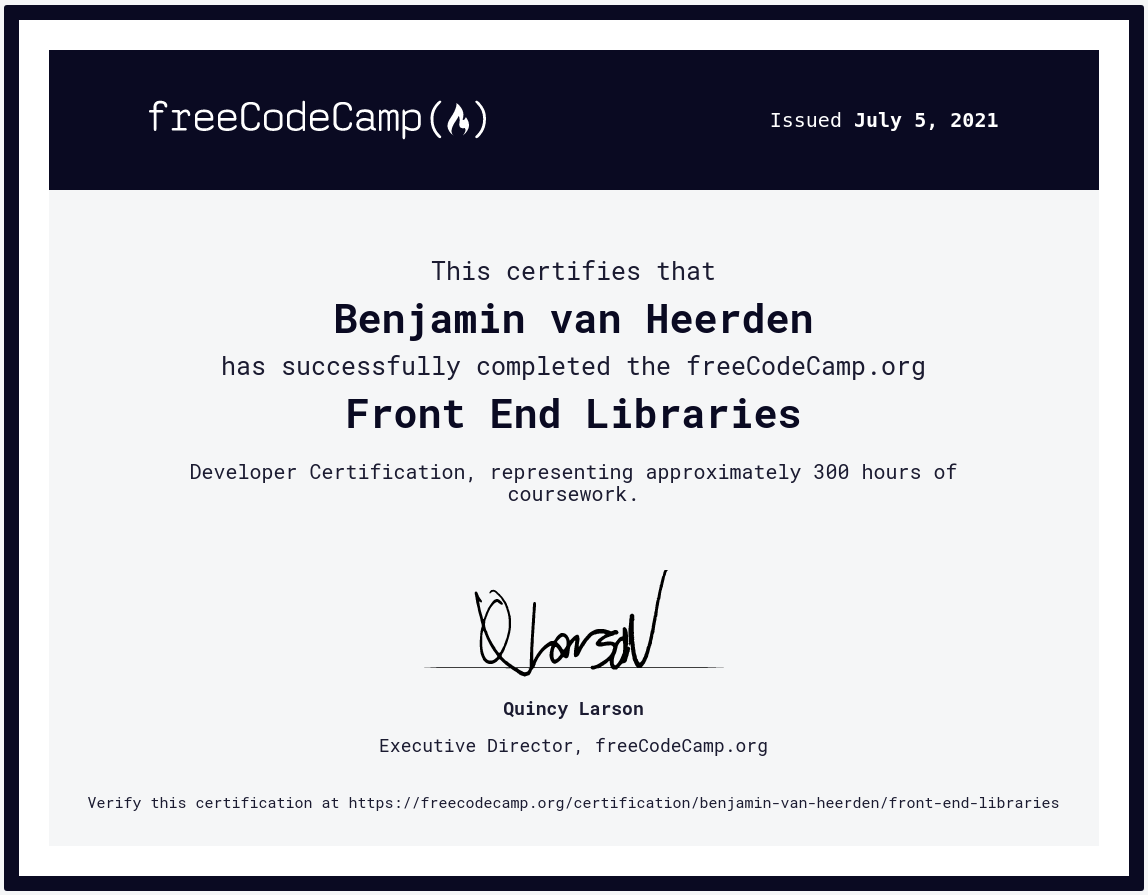 freeCodeCamp(🔥)
Issued July 5, 2021
This certifies that
Benjamin van Heerden
has successfully completed the freeCodeCamp.org
Front End Libraries
Developer Certification, representing approximately 300 hours of
coursework.
Q Larson
Quincy Larson
Executive Director, freeCodeCamp.org
Verify this certification at https://freecodecamp.org/certification/benjamin-van-heerden/front-end-libraries